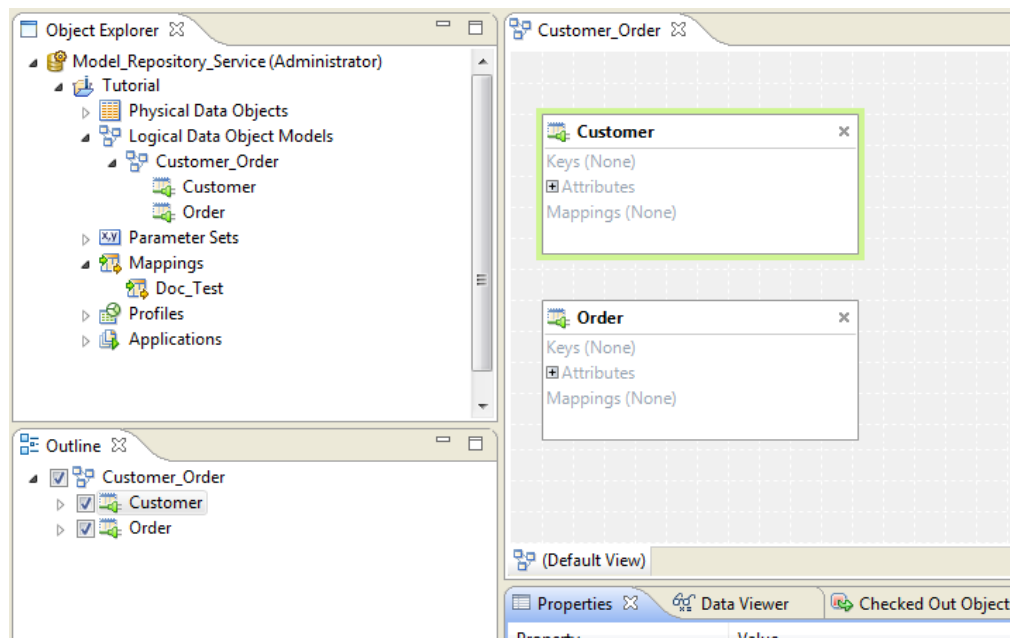 Object Explorer
Model_Repository_Service (Administrator)
Tutorial
Physical Data Objects
Logical Data Object Models
Customer_Order
Customer
Order
x,y Parameter Sets
Mappings
Doc_Test
Profiles
Applications
Outline
Customer_Order
Customer
Order
Customer_Order
Customer
Keys (None)
Attributes
Mappings (None)
Order
Keys (None)
Attributes
Mappings (None)
(Default View)
Properties Data Viewer Checked Out Object
Property Value